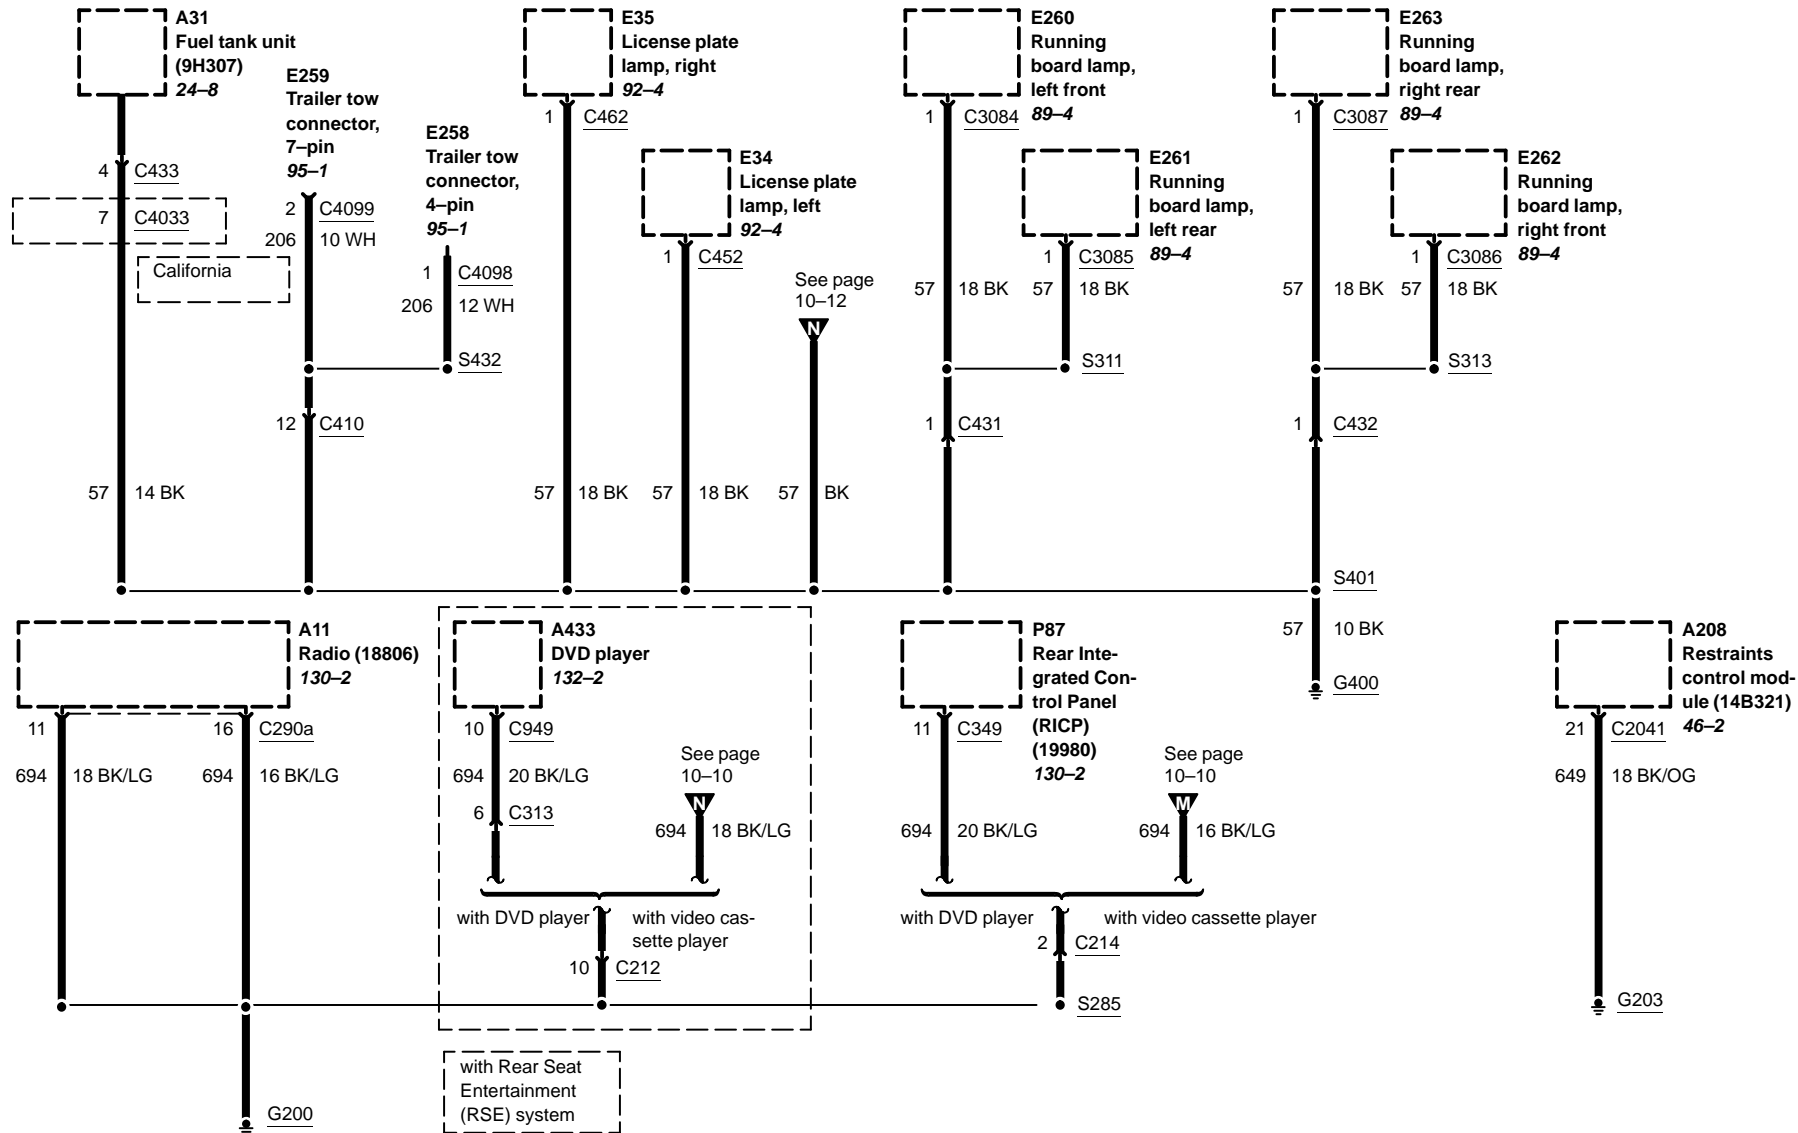 A31
Fuel tank unit
(9H307)
24–8
4 C433
7 C4033
California
57 14 BK
E259
Trailer tow
connector,
7–pin
95–1
2 C4099
206 10 WH
12 C410
E258
Trailer tow
connector,
4–pin
95–1
1 C4098
206 12 WH
S432
E35
License plate
lamp, right
92–4
1 C462
57 18 BK
E34
License plate
lamp, left
92–4
1 C452
57 18 BK
See page
10–12
N
57 BK
E260
Running
board lamp,
left front
89–4
1 C3084
57 18 BK
E261
Running
board lamp,
left rear
89–4
1 C3085
57 18 BK
S311
1 C431
E263
Running
board lamp,
right rear
89–4
1 C3087
57 18 BK
E262
Running
board lamp,
right front
89–4
1 C3086
57 18 BK
S313
1 C432
S401
57 10 BK
G400
A11
Radio (18806)
130–2
11
16 C290a
694 18 BK/LG
694 16 BK/LG
G200
A433
DVD player
132–2
10 C949
694 20 BK/LG
6 C313
See page
10–10
N
694 18 BK/LG
with DVD player
with video cas-
sette player
10 C212
with Rear Seat
Entertainment
(RSE) system
P87
Rear Inte-
grated Con-
trol Panel
(RICP)
(19980)
130–2
11 C349
694 20 BK/LG
See page
10–10
M
694 16 BK/LG
with DVD player
with video cassette player
2 C214
S285
A208
Restraints
control mod-
ule (14B321)
46–2
21 C2041
649 18 BK/OG
G203